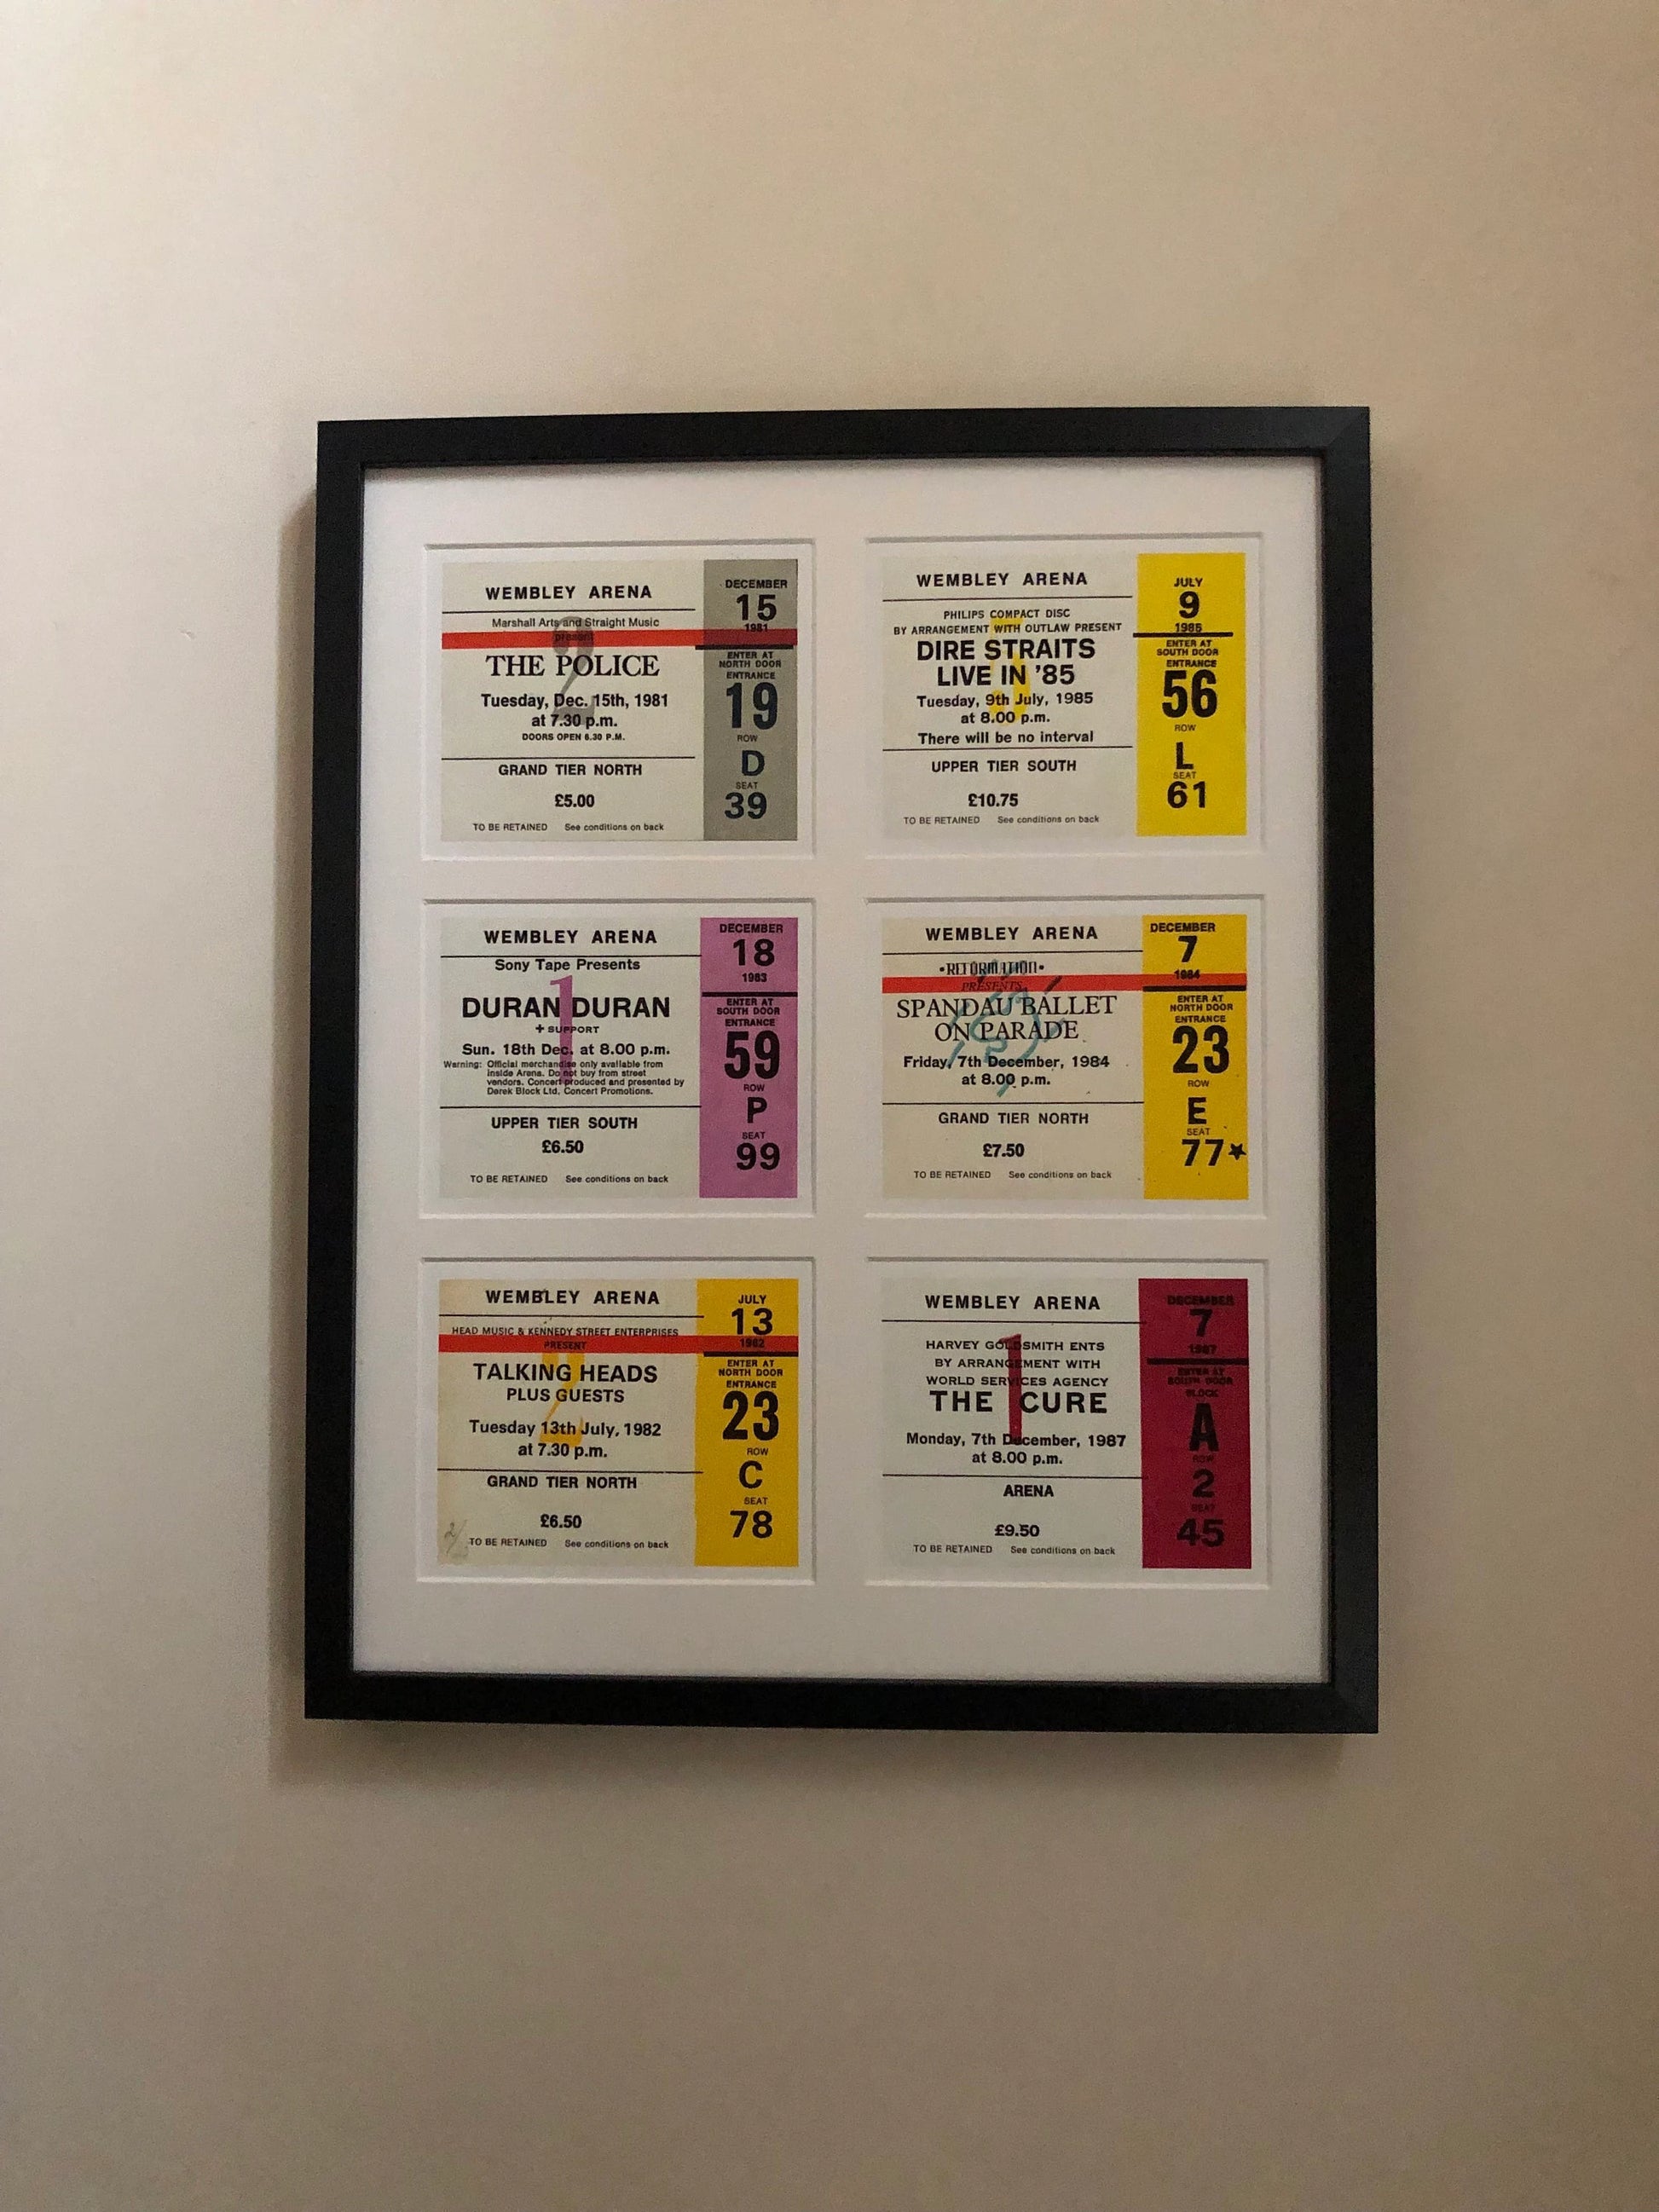 WEMBLEY ARENA
Marshall Arts and Straight Music
present
THE POLICE
Tuesday, Dec. 15th, 1981
at 7.30 p.m.
DOORS OPEN 6.30 P.M.
GRAND TIER NORTH
£5.00
TO BE RETAINED See conditions on back
2
DECEMBER
15
1981
ENTER AT
NORTH DOOR
ENTRANCE
19
ROW
D
SEAT
39
WEMBLEY ARENA
PHILIPS COMPACT DISC
BY ARRANGEMENT WITH OUTLAW PRESENT
DIRE STRAITS
LIVE IN '85
Tuesday, 9th July, 1985
at 8.00 p.m.
There will be no interval
UPPER TIER SOUTH
£10.75
TO BE RETAINED See conditions on back
JULY
9
1985
ENTER AT
SOUTH DOOR
ENTRANCE
56
ROW
L
SEAT
61
WEMBLEY ARENA
Sony Tape Presents
DURAN DURAN
+ SUPPORT
Sun. 18th Dec. at 8.00 p.m.
Warning: Official merchandise only available from
inside Arena. Do not buy from street
vendors. Concert produced and presented by
Derek Block Ltd. Concert Promotions.
UPPER TIER SOUTH
£6.50
TO BE RETAINED See conditions on back
1
DECEMBER
18
1983
ENTER AT
SOUTH DOOR
ENTRANCE
59
ROW
P
SEAT
99
WEMBLEY ARENA
•REFORMATION•
PRESENTS
SPANDAU BALLET
ON PARADE
Friday, 7th December, 1984
at 8.00 p.m.
GRAND TIER NORTH
£7.50
TO BE RETAINED See conditions on back
DECEMBER
7
1984
ENTER AT
NORTH DOOR
ENTRANCE
23
ROW
E
SEAT
77★
WEMBLEY ARENA
HEAD MUSIC & KENNEDY STREET ENTERPRISES
PRESENT
TALKING HEADS
PLUS GUESTS
Tuesday 13th July, 1982
at 7.30 p.m.
GRAND TIER NORTH
£6.50
TO BE RETAINED See conditions on back
2
JULY
13
1982
ENTER AT
NORTH DOOR
ENTRANCE
23
ROW
C
SEAT
78
WEMBLEY ARENA
HARVEY GOLDSMITH ENTS
BY ARRANGEMENT WITH
WORLD SERVICES AGENCY
THE CURE
Monday, 7th December, 1987
at 8.00 p.m.
ARENA
£9.50
TO BE RETAINED See conditions on back
1
DECEMBER
7
1987
ENTER AT
SOUTH DOOR
BLOCK
A
ROW
2
SEAT
45